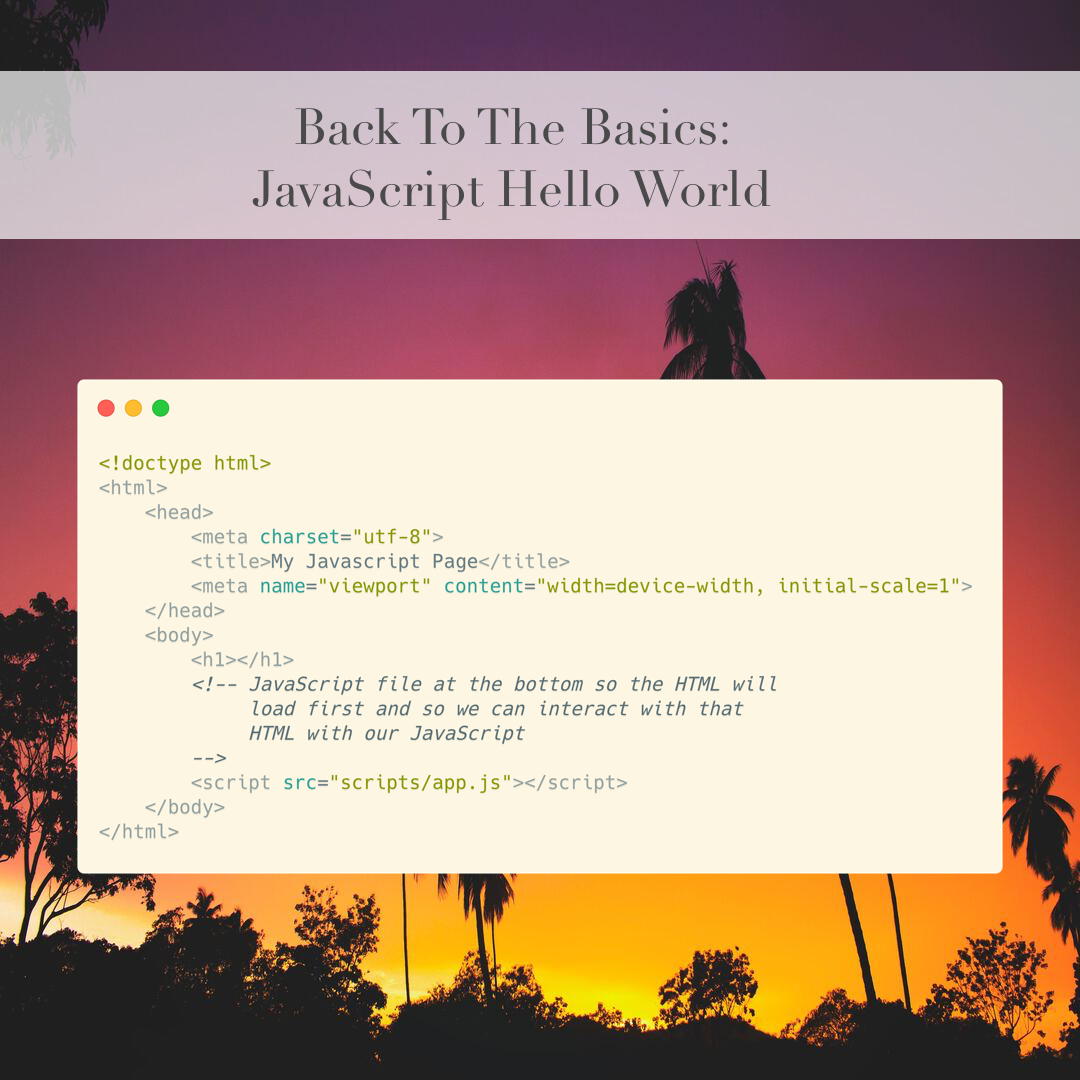 Back To The Basics:
JavaScript Hello World
<!doctype html>
<html>
    <head>
        <meta charset="utf-8">
        <title>My Javascript Page</title>
        <meta name="viewport" content="width=device-width, initial-scale=1">
    </head>
    <body>
        <h1></h1>
        <!-- JavaScript file at the bottom so the HTML will
             load first and so we can interact with that
             HTML with our JavaScript
        -->
        <script src="scripts/app.js"></script>
    </body>
</html>